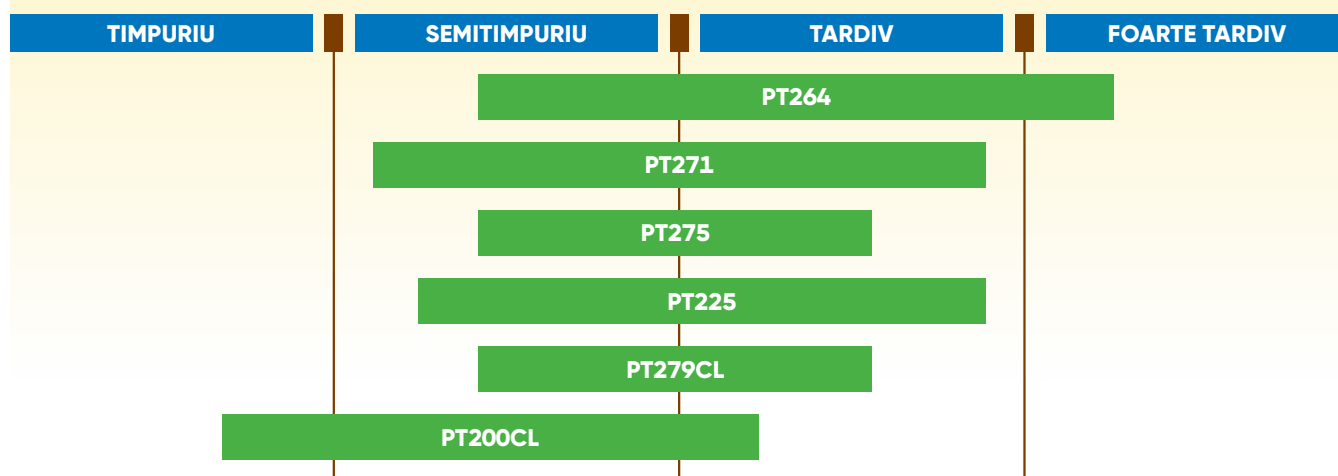 TIMPURIU SEMITIMPURIU TARDIV FOARTE TARDIV
PT264
PT271
PT275
PT225
PT279CL
PT200CL